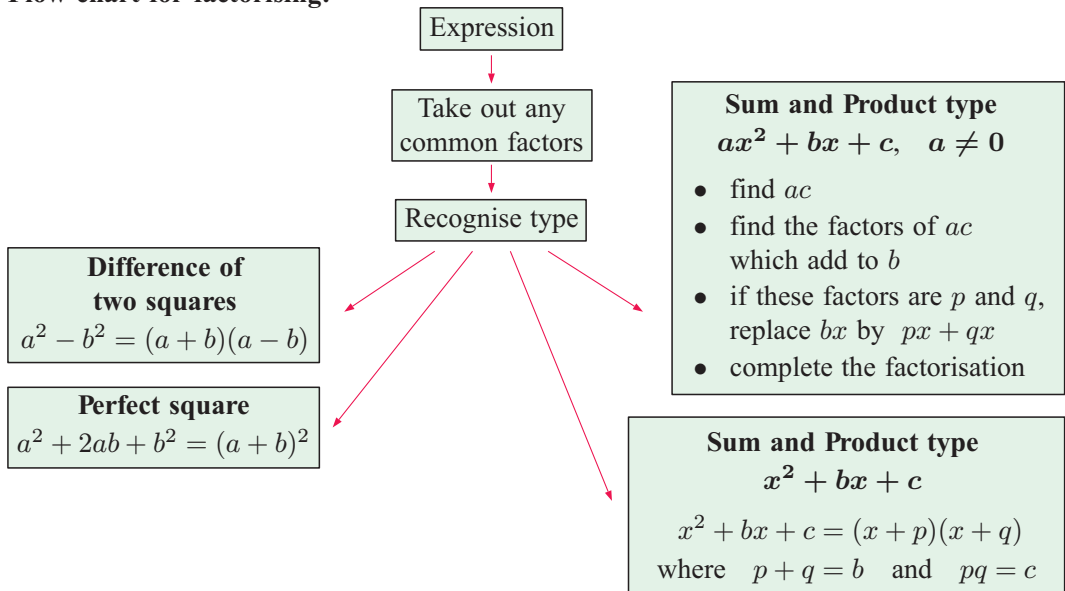 Flow chart for factorising:
Expression
Take out any
common factors
Recognise type
Difference of
two squares
a² − b² = (a + b)(a − b)
Perfect square
a² + 2ab + b² = (a + b)²
Sum and Product type
ax² + bx + c, a ≠ 0
• find ac
• find the factors of ac
which add to b
• if these factors are p and q,
replace bx by px + qx
• complete the factorisation
Sum and Product type
x² + bx + c
x² + bx + c = (x + p)(x + q)
where p + q = b and pq = c